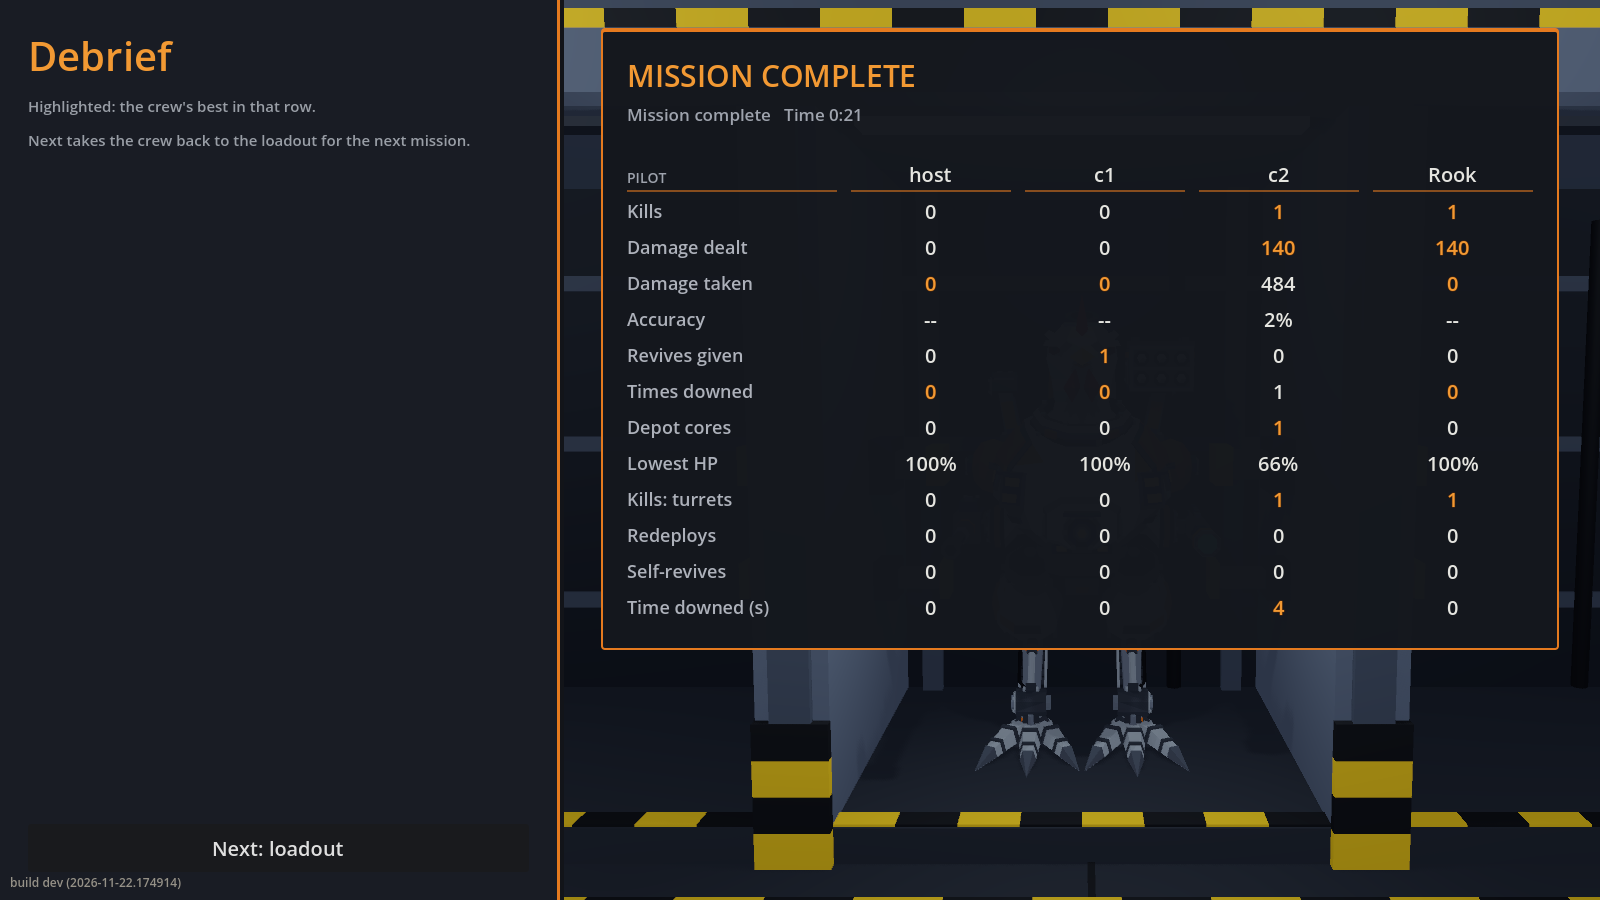 Debrief
Highlighted: the crew's best in that row.
Next takes the crew back to the loadout for the next mission.
MISSION COMPLETE
Mission complete Time 0:21
PILOT host c1 c2 Rook
Kills 0 0 1 1
Damage dealt 0 0 140 140
Damage taken 0 0 484 0
Accuracy -- -- 2% --
Revives given 0 1 0 0
Times downed 0 0 1 0
Depot cores 0 0 1 0
Lowest HP 100% 100% 66% 100%
Kills: turrets 0 0 1 1
Redeploys 0 0 0 0
Self-revives 0 0 0 0
Time downed (s) 0 0 4 0
Next: loadout
build dev (2026-11-22.174914)